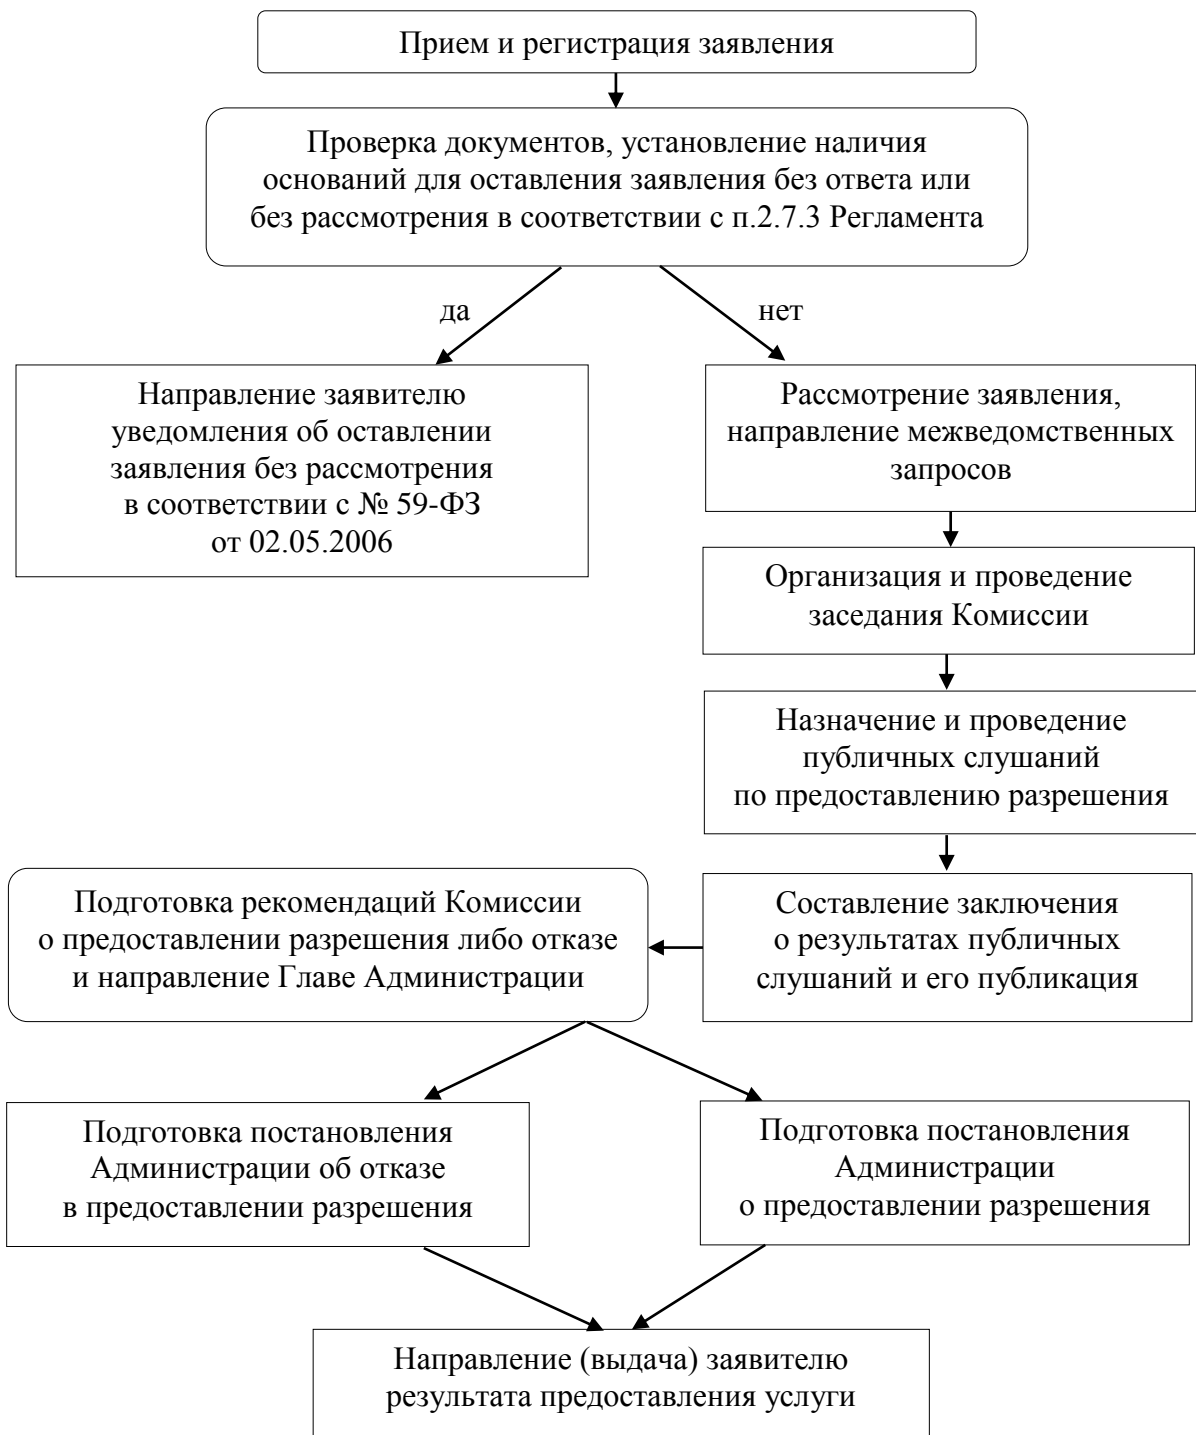 Прием и регистрация заявления
Проверка документов, установление наличия
оснований для оставления заявления без ответа или
без рассмотрения в соответствии с п.2.7.3 Регламента
да
нет
Направление заявителю
уведомления об оставлении
заявления без рассмотрения
в соответствии с № 59-ФЗ
от 02.05.2006
Рассмотрение заявления,
направление межведомственных
запросов
Организация и проведение
заседания Комиссии
Назначение и проведение
публичных слушаний
по предоставлению разрешения
Составление заключения
о результатах публичных
слушаний и его публикация
Подготовка рекомендаций Комиссии
о предоставлении разрешения либо отказе
и направление Главе Администрации
Подготовка постановления
Администрации об отказе
в предоставлении разрешения
Подготовка постановления
Администрации
о предоставлении разрешения
Направление (выдача) заявителю
результата предоставления услуги